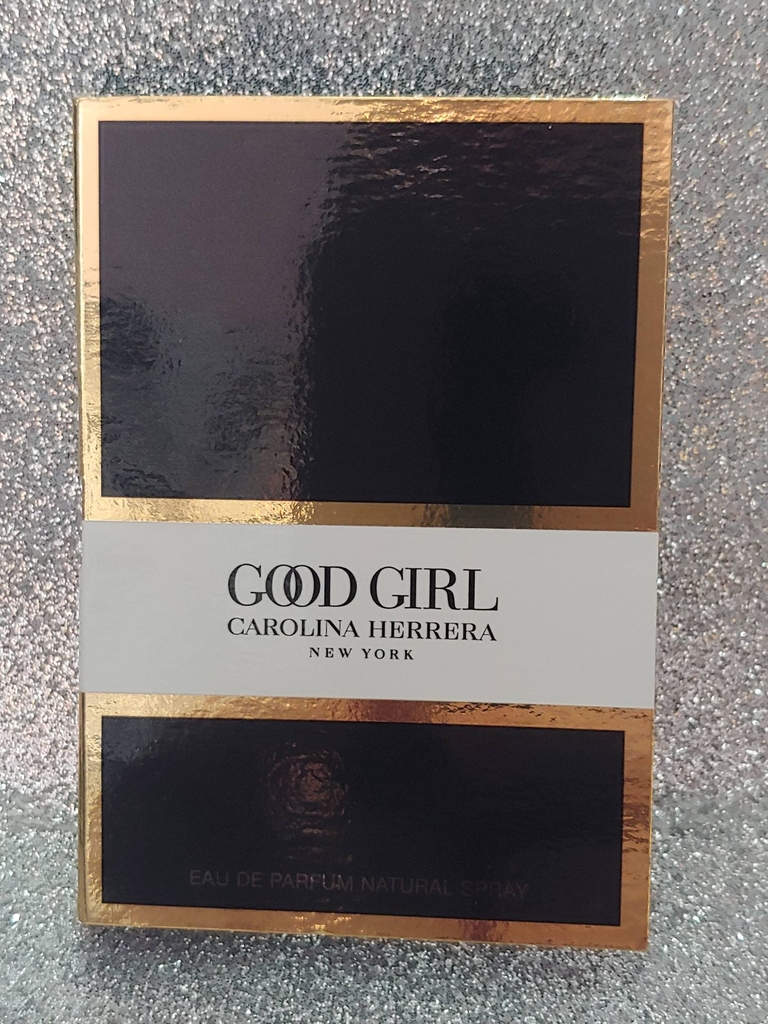 GOOD GIRL
CAROLINA HERRERA
NEW YORK
EAU DE PARFUM NATURAL SPRAY